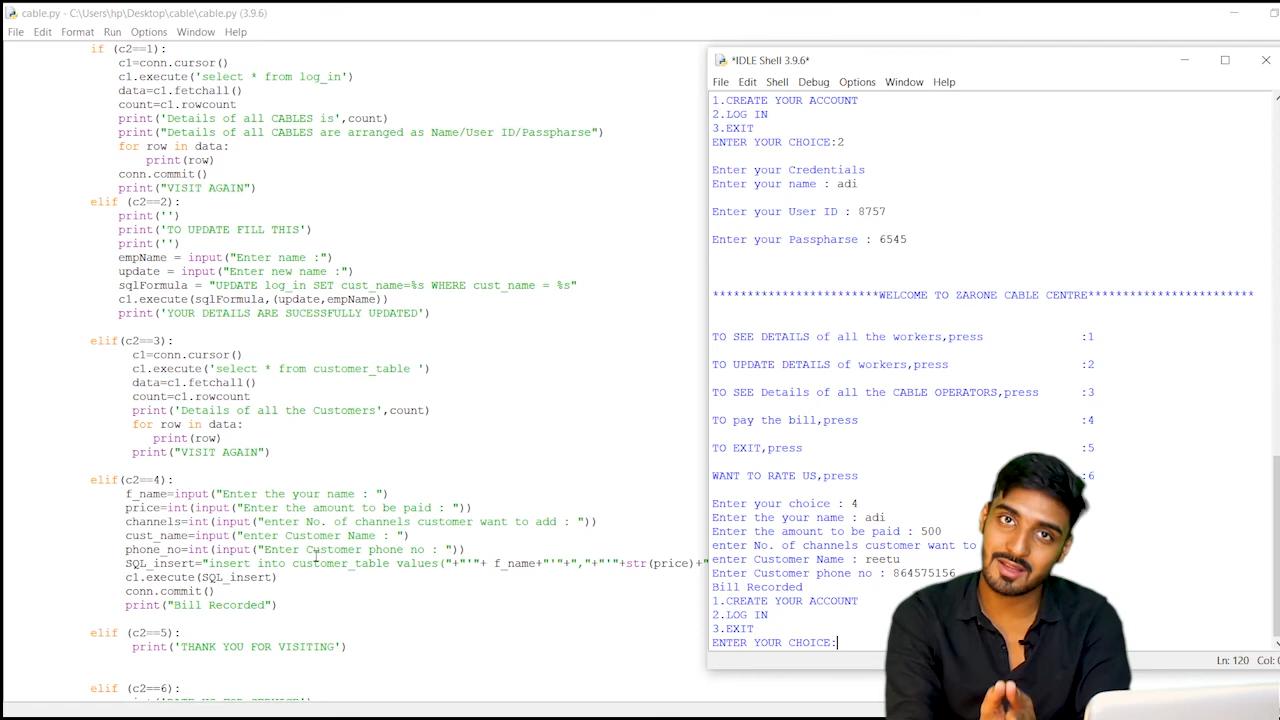 cable.py - C:\Users\hp\Desktop\cable\cable.py (3.9.6)
File Edit Format Run Options Window Help
if (c2==1):
c1=conn.cursor()
c1.execute('select * from log_in')
data=c1.fetchall()
count=c1.rowcount
print('Details of all CABLES is',count)
print("Details of all CABLES are arranged as Name/User ID/Passpharse")
for row in data:
print(row)
conn.commit()
print("VISIT AGAIN")
elif (c2==2):
print('')
print('TO UPDATE FILL THIS')
print('')
empName = input("Enter name :")
update = input("Enter new name :")
sqlFormula = "UPDATE log_in SET cust_name=%s WHERE cust_name = %s"
c1.execute(sqlFormula,(update,empName))
print('YOUR DETAILS ARE SUCESSFULLY UPDATED')
elif(c2==3):
c1=conn.cursor()
c1.execute('select * from customer_table ')
data=c1.fetchall()
count=c1.rowcount
print('Details of all the Customers',count)
for row in data:
print(row)
print("VISIT AGAIN")
elif(c2==4):
f_name=input("Enter the your name : ")
price=int(input("Enter the amount to be paid : "))
channels=int(input("enter No. of channels customer want to add : "))
cust_name=input("enter Customer Name : ")
phone_no=int(input("Enter Customer phone no : "))
SQL_insert="insert into customer_table values("+"'"+ f_name+"'"+","+"'"+str(price)+"
c1.execute(SQL_insert)
conn.commit()
print("Bill Recorded")
elif (c2==5):
print('THANK YOU FOR VISITING')
elif (c2==6):
*IDLE Shell 3.9.6*
File Edit Shell Debug Options Window Help
1.CREATE YOUR ACCOUNT
2.LOG IN
3.EXIT
ENTER YOUR CHOICE:2
Enter your Credentials
Enter your name : adi
Enter your User ID : 8757
Enter your Passpharse : 6545
************************WELCOME TO ZARONE CABLE CENTRE************************
TO SEE DETAILS of all the workers,press :1
TO UPDATE DETAILS of workers,press :2
TO SEE Details of all the CABLE OPERATORS,press :3
TO pay the bill,press :4
TO EXIT,press :5
WANT TO RATE US,press :6
Enter your choice : 4
Enter the your name : adi
Enter the amount to be paid : 500
enter No. of channels customer want to
enter Customer Name : reetu
Enter Customer phone no : 864575156
Bill Recorded
1.CREATE YOUR ACCOUNT
2.LOG IN
3.EXIT
ENTER YOUR CHOICE:
Ln: 120 Col: